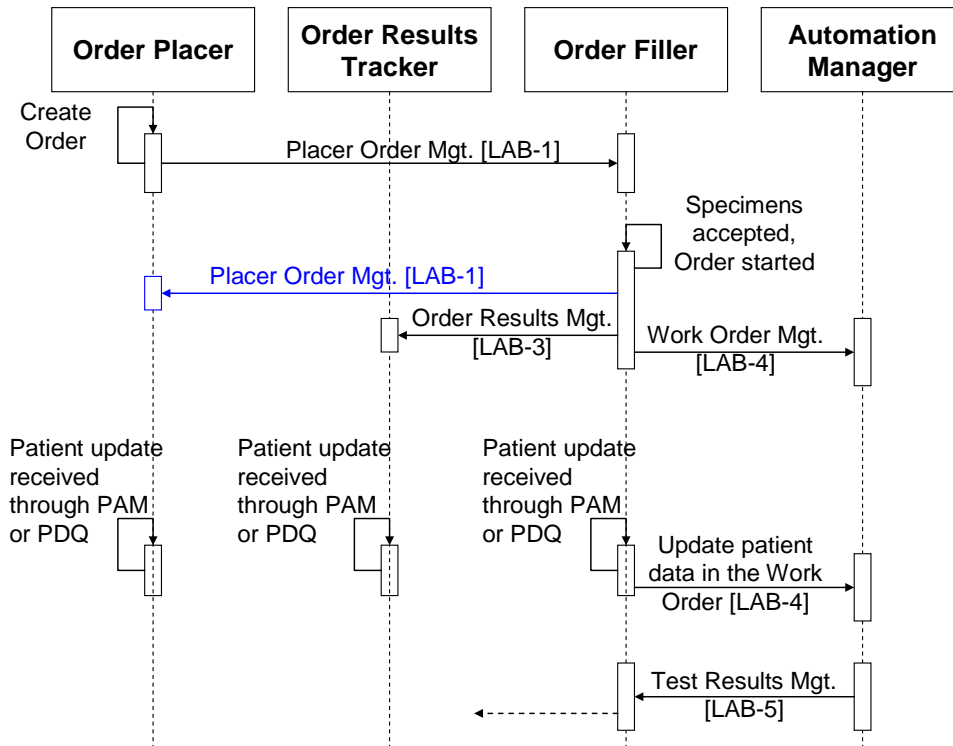 Order Placer
Order Results
Tracker
Order Filler
Automation
Manager
Create
Order
Placer Order Mgt. [LAB-1]
Specimens
accepted,
Order started
Placer Order Mgt. [LAB-1]
Order Results Mgt.
[LAB-3]
Work Order Mgt.
[LAB-4]
Patient update
received
through PAM
or PDQ
Patient update
received
through PAM
or PDQ
Patient update
received
through PAM
or PDQ
Update patient
data in the Work
Order [LAB-4]
Test Results Mgt.
[LAB-5]